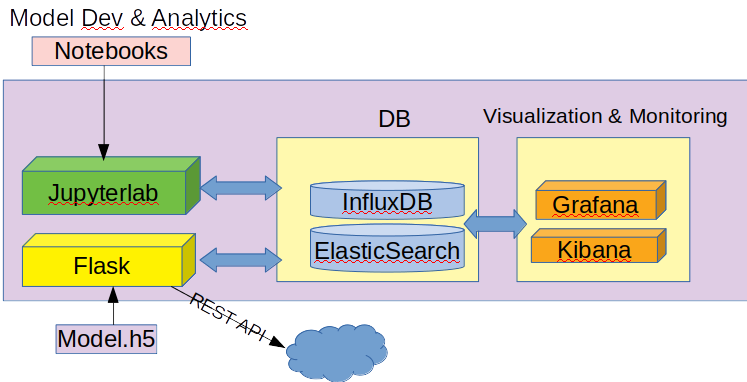 Model Dev & Analytics
Notebooks
DB
Visualization & Monitoring
Jupyterlab
InfluxDB
Grafana
ElasticSearch
Kibana
Flask
REST API
Model.h5